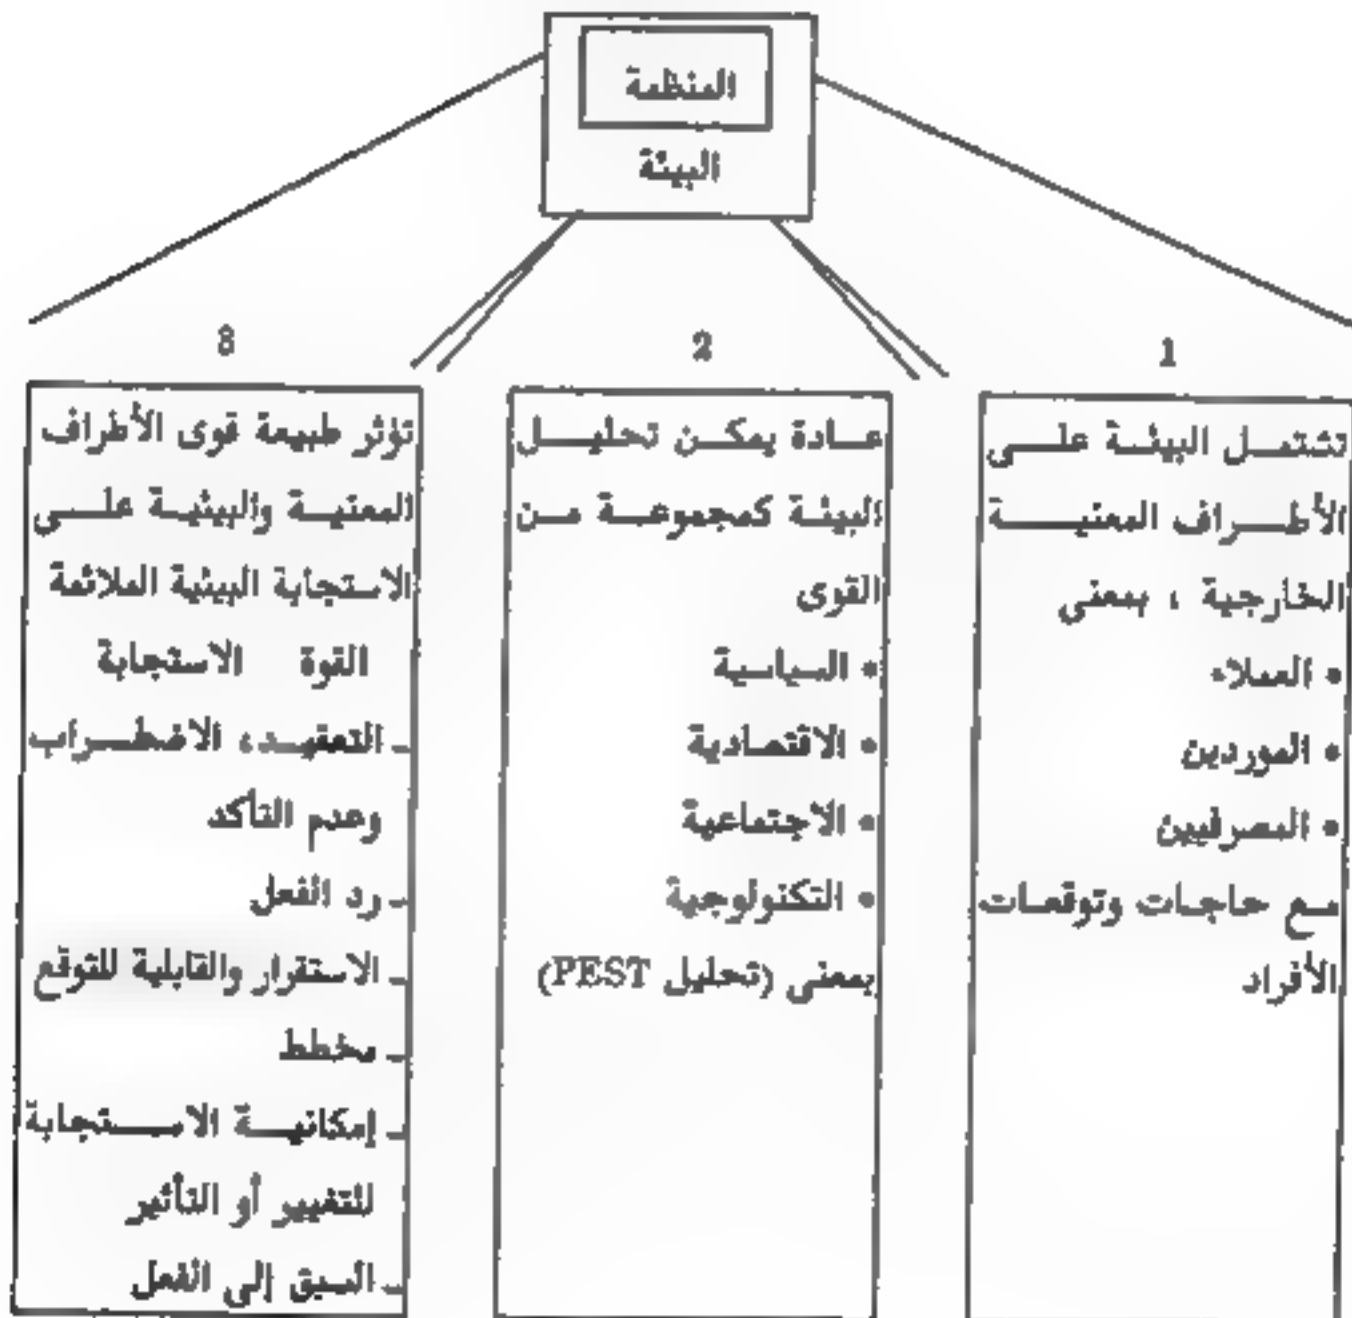 المنظمة
البيئة
1
تشتمل البيئة على
الأطراف المعنية
الخارجية ، بمعنى
• العملاء
• الموردين
• المصرفيين
مع حاجات وتوقعات
الأفراد
2
عادة يمكن تحليل
البيئة كمجموعة من
القوى
• السياسية
• الاقتصادية
• الاجتماعية
• التكنولوجية
بمعنى (تحليل PEST)
3
تؤثر طبيعة قوى الأطراف
المعنية والبيئية على
الاستجابة البيئية الملائمة
القوة الاستجابة
- التعقيد، الاضطراب
وعدم التأكد
- رد الفعل
- الاستقرار والقابلية للتوقع
- مخطط
- إمكانية الاستجابة
للتغيير أو التأثير
- السبق إلى الفعل